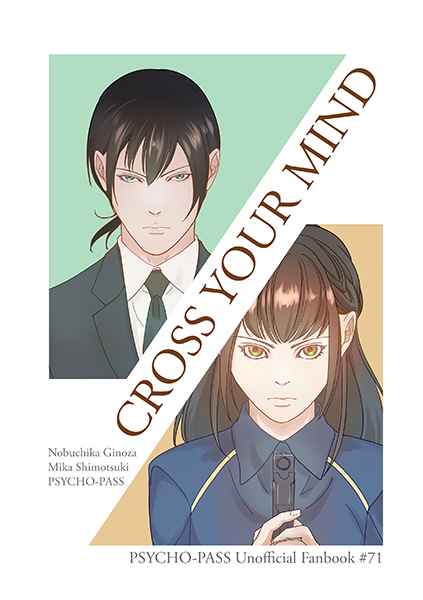 CROSS YOUR MIND
Nobuchika Ginoza
Mika Shimotsuki
PSYCHO-PASS
PSYCHO-PASS Unofficial Fanbook #71